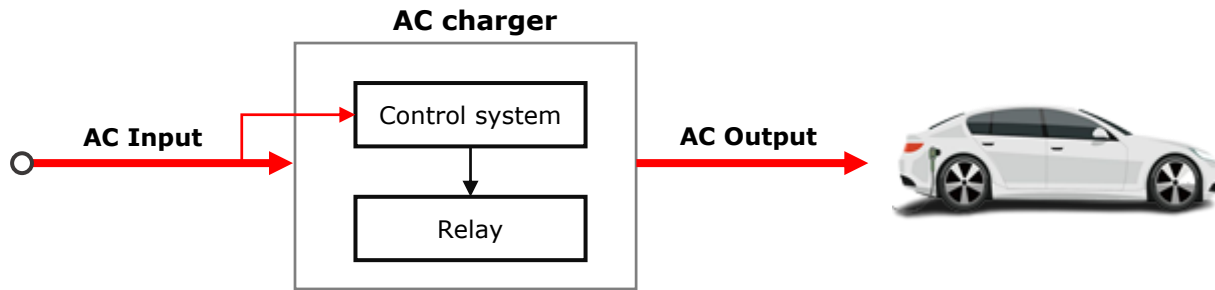 AC charger
Control system
AC Input
AC Output
Relay